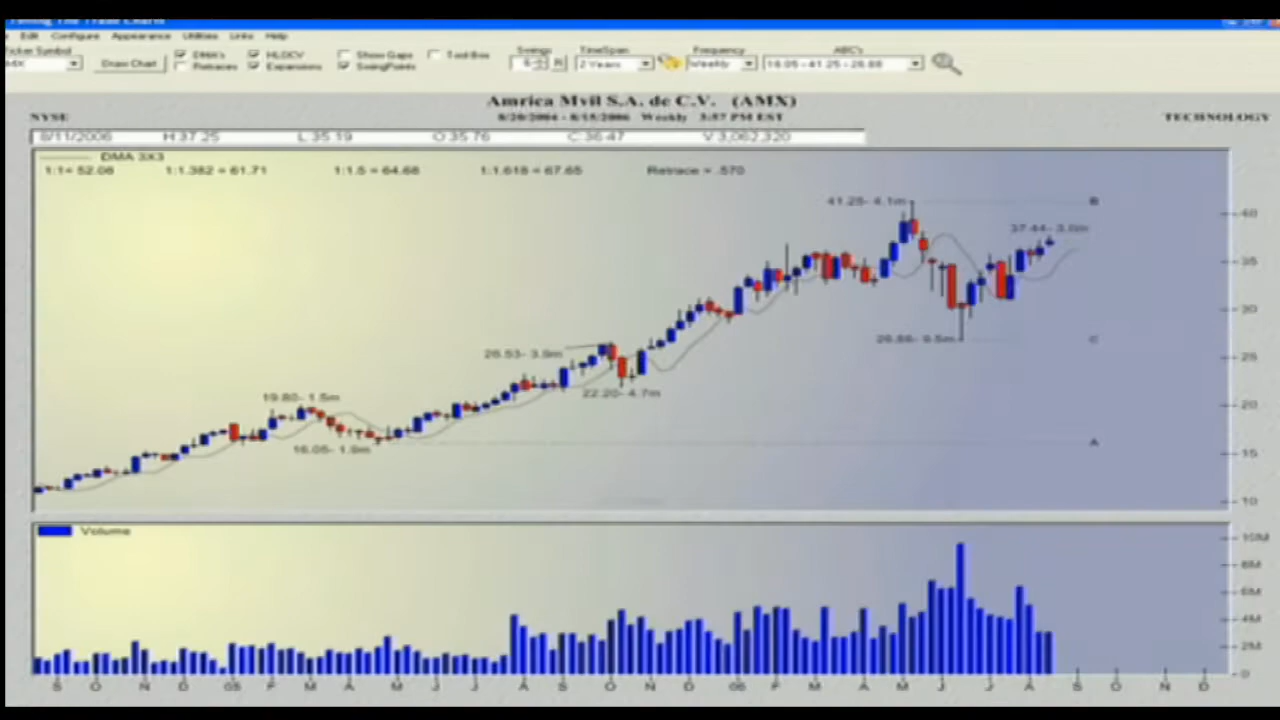 Edit Configure Appearance Utilities Links Help
Ticker Symbol
Draw Chart
DMA's
Retraces
HLOCV
Expansions
Show Gaps
SwingPoints
Tool Box
Swings
TimeSpan
2 Years
Frequency
Weekly
ABC's
16.05 - 41.25 - 26.88
Amrica Mvil S.A. de C.V. (AMX)
NYSE
8/20/2004 - 8/15/2006 Weekly 3:57 PM EST
TECHNOLOGY
8/11/2006 H:37.25 L:35.19 O:35.76 C:36.47 V:3,062,320
DMA 3X3
1:1= 52.08 1:1.382 = 61.71 1:1.5 = 64.68 1:1.618 = 67.65 Retrace = .570
41.25- 4.1m B
40
37.44- 3.0m
35
30
26.88- 9.5m C
26.53- 3.9m
25
22.20- 4.7m
19.80- 1.5m
20
16.05- 1.9m A
15
10
Volume
10M
8M
6M
4M
2M
0
S O N D 05 F M A M J J A S O N D 06 F M A M J J A S O N D